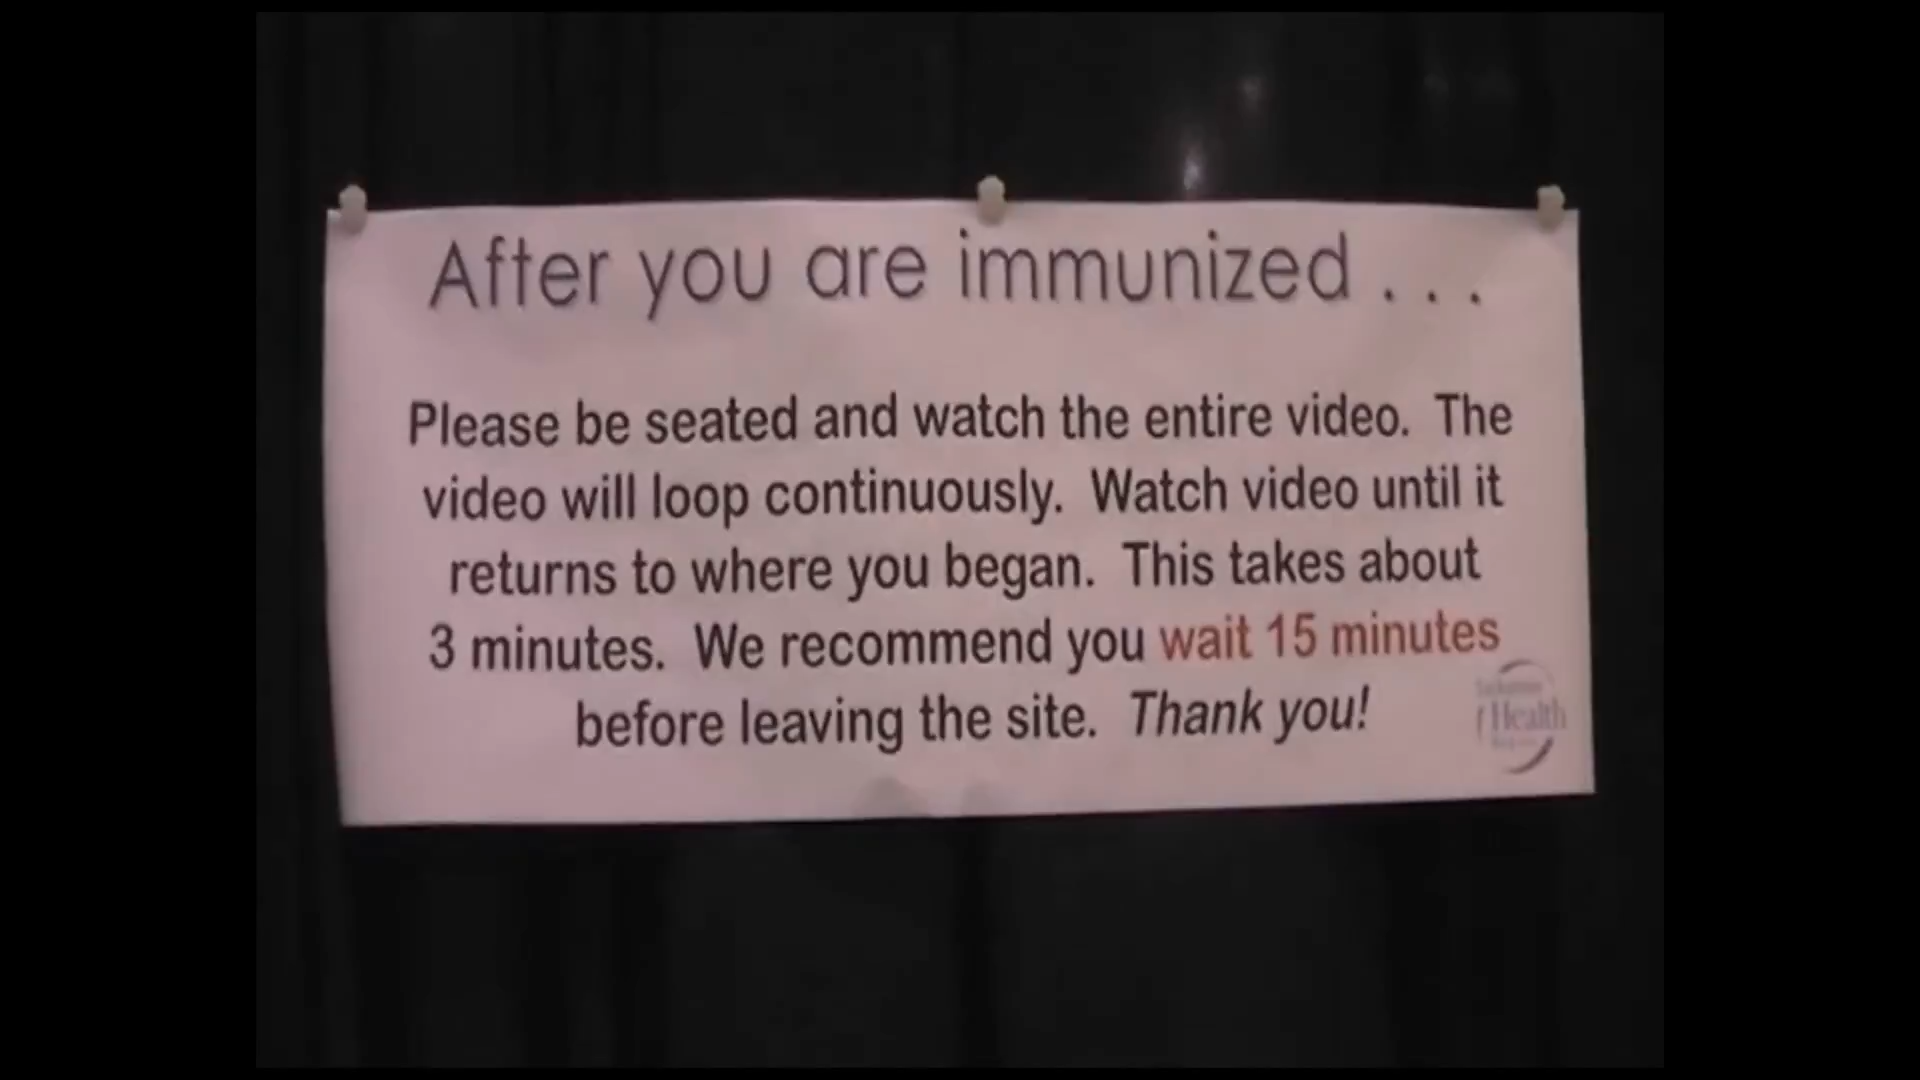 After you are immunized . . .
Please be seated and watch the entire video. The
video will loop continuously. Watch video until it
returns to where you began. This takes about
3 minutes. We recommend you wait 15 minutes
before leaving the site. Thank you!
Health